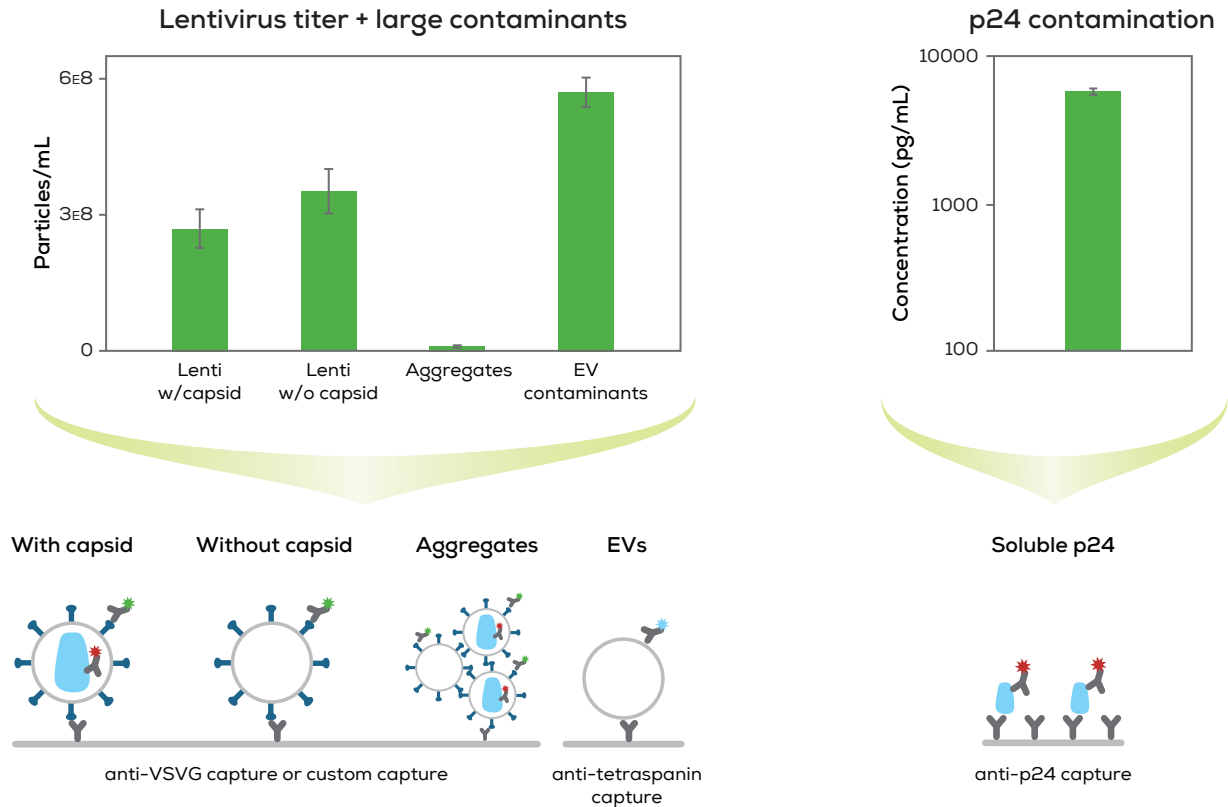 Lentivirus titer + large contaminants
Particles/mL
6E8
3E8
0
Lenti
w/capsid
Lenti
w/o capsid
Aggregates
EV
contaminants
p24 contamination
Concentration (pg/mL)
10000
1000
100
With capsid
Without capsid
Aggregates
EVs
Soluble p24
anti-VSVG capture or custom capture
anti-tetraspanin
capture
anti-p24 capture